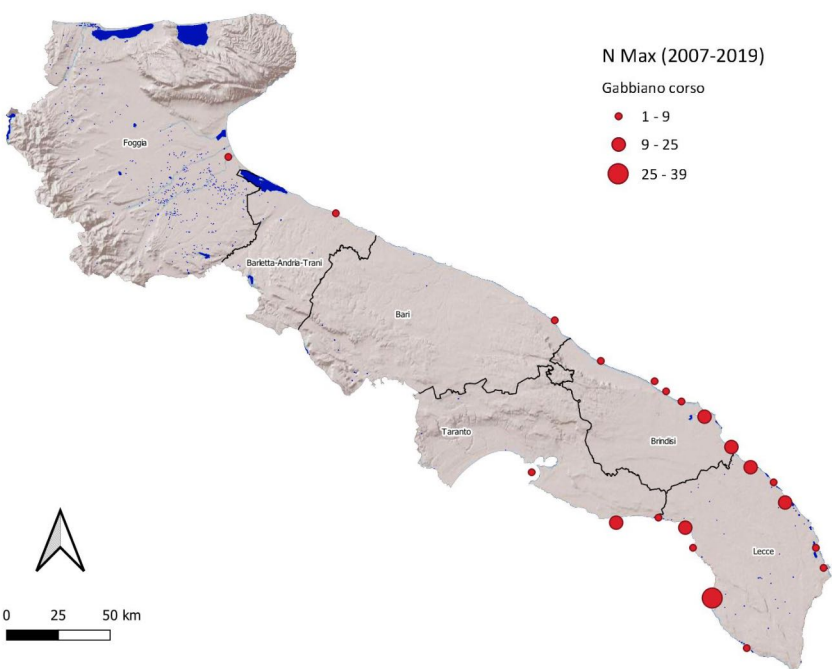 N Max (2007-2019)
Gabbiano corso
1 - 9
9 - 25
25 - 39
Foggia
Barletta-Andria-Trani
Bari
Taranto
Brindisi
Lecce
0 25 50 km